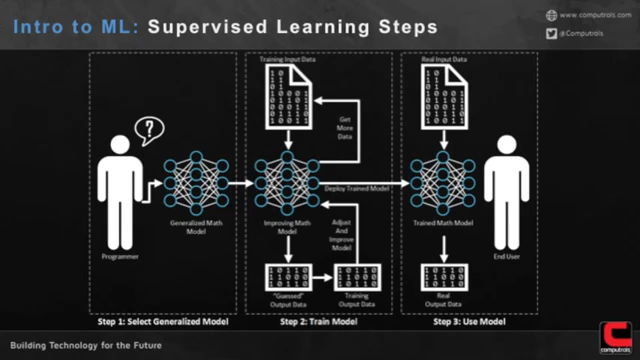 Intro to ML: Supervised Learning Steps
www.computrols.com
@Computrols
Training Input Data
Real Input Data
?
Get
More
Data
Deploy Trained Model
Generalized Math
Model
Improving Math
Model
Adjust
And
Improve
Model
Trained Math Model
Programmer
End User
"Guessed"
Output Data
Training
Output Data
Real
Output Data
Step 1: Select Generalized Model
Step 2: Train Model
Step 3: Use Model
Building Technology for the Future
computrols